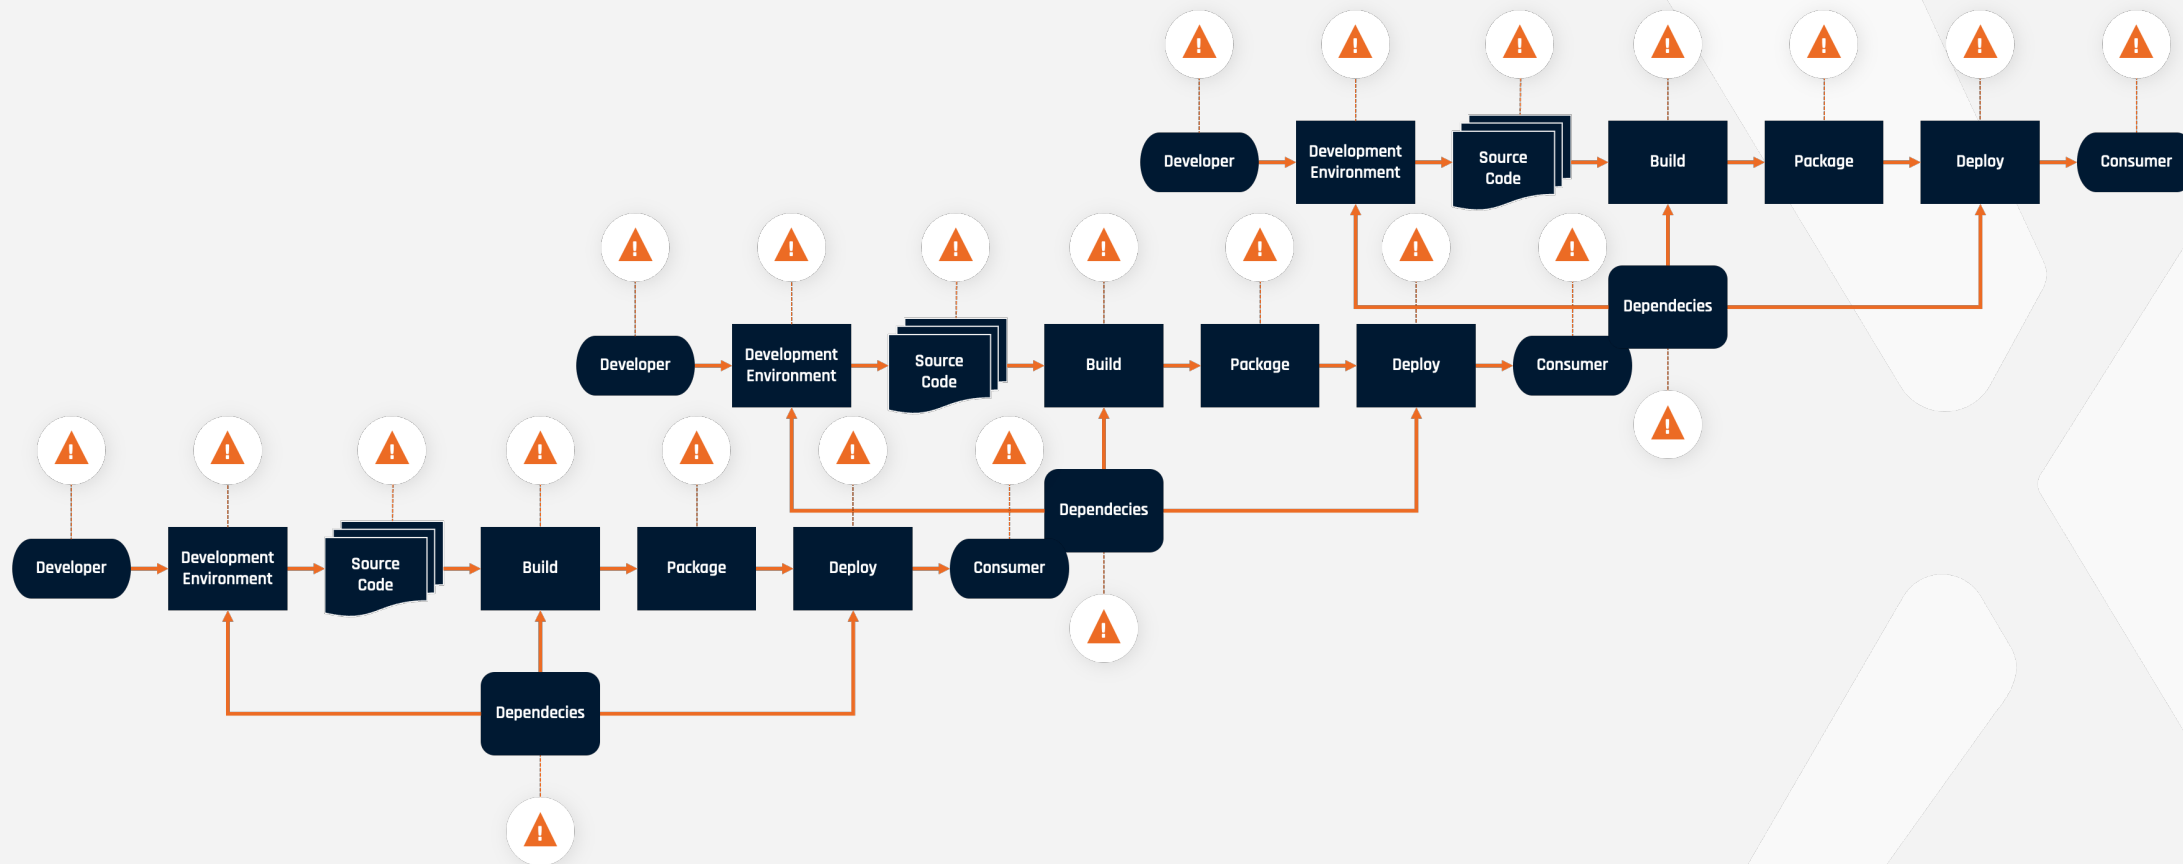 Developer
Development
Environment
Source
Code
Build
Package
Deploy
Consumer
Dependecies
Developer
Development
Environment
Source
Code
Build
Package
Deploy
Consumer
Dependecies
Developer
Development
Environment
Source
Code
Build
Package
Deploy
Consumer
Dependecies